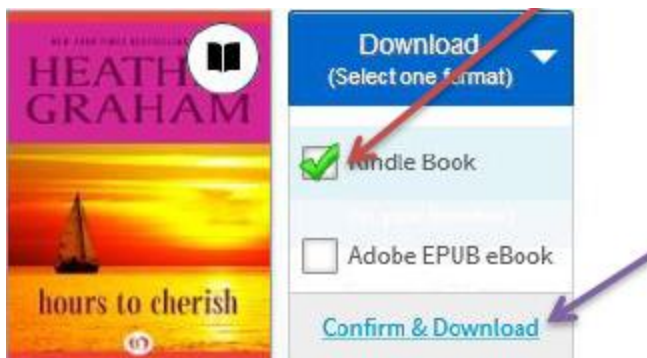 HEATH
GRAHAM
hours to cherish
Download
(Select one format)
Kindle Book
Adobe EPUB eBook
Confirm & Download